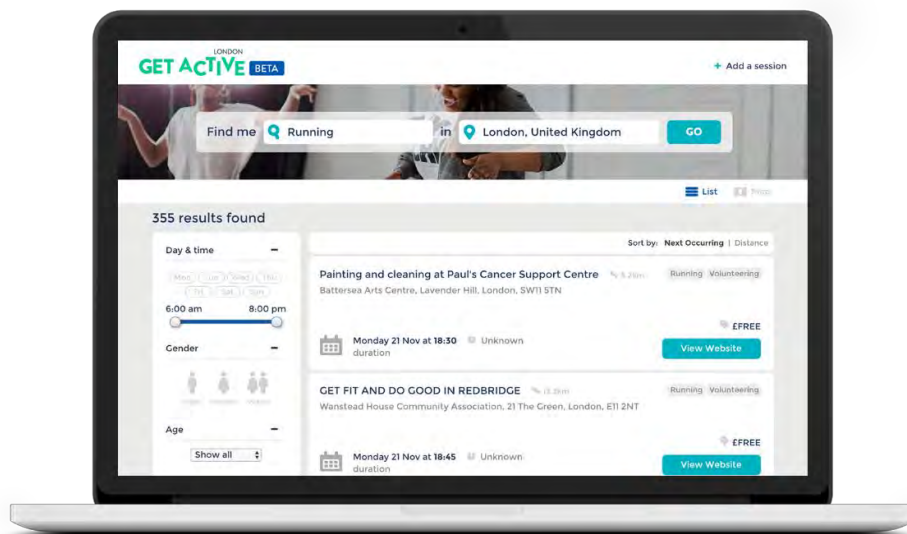 LONDON
GET ACTIVE BETA
+ Add a session
Find me Running in London, United Kingdom GO
List Map
355 results found
Day & time –
Mon Tue Wed Thu
Fri Sat Sun
6:00 am 8:00 pm
Gender –
Age –
Show all
Sort by: Next Occurring | Distance
Painting and cleaning at Paul's Cancer Support Centre 9.2km Running Volunteering
Battersea Arts Centre, Lavender Hill, London, SW11 5TN
£FREE
Monday 21 Nov at 18:30 Unknown
duration
View Website
GET FIT AND DO GOOD IN REDBRIDGE 13.2km Running Volunteering
Wanstead House Community Association, 21 The Green, London, E11 2NT
£FREE
Monday 21 Nov at 18:45 Unknown
duration
View Website